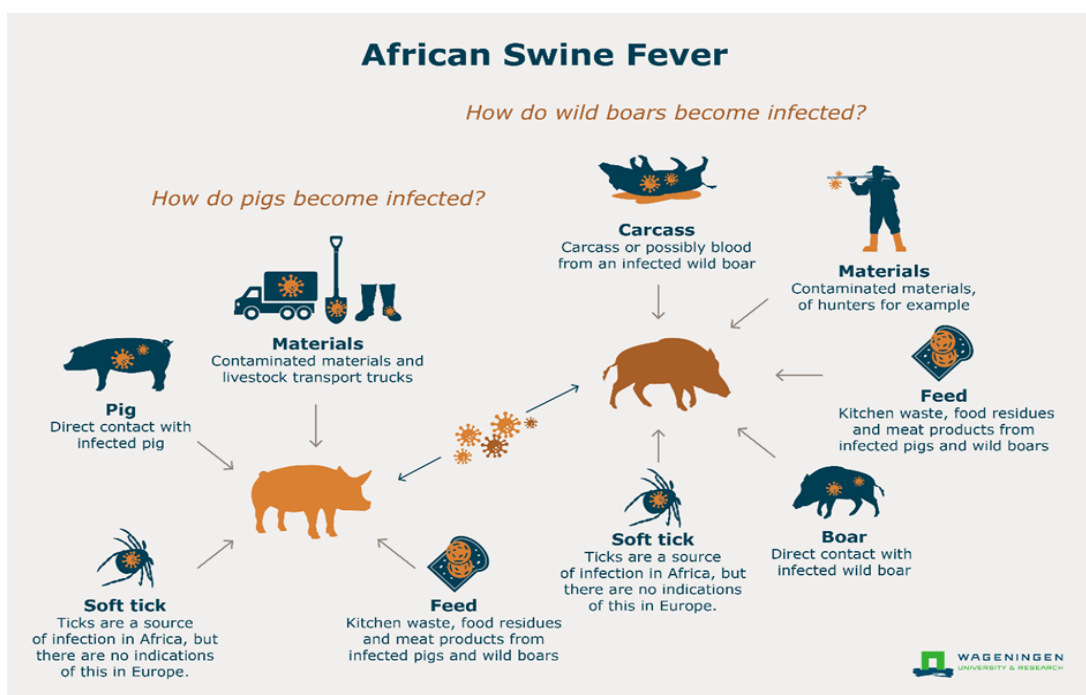 African Swine Fever
How do wild boars become infected?
How do pigs become infected?
Carcass
Carcass or possibly blood
from an infected wild boar
Materials
Contaminated materials,
of hunters for example
Materials
Contaminated materials and
livestock transport trucks
Pig
Direct contact with
infected pig
Feed
Kitchen waste, food residues
and meat products from
infected pigs and wild boars
Soft tick
Ticks are a source
of infection in Africa, but
there are no indications
of this in Europe.
Boar
Direct contact with
infected wild boar
Soft tick
Ticks are a source
of infection in Africa, but
there are no indications
of this in Europe.
Feed
Kitchen waste, food residues
and meat products from
infected pigs and wild boars
WAGENINGEN
UNIVERSITY & RESEARCH